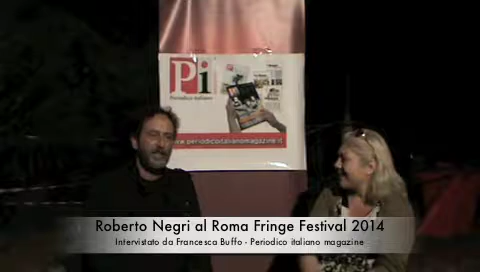 Pi
Periodico italiano
www.periodicoitalianomagazine.it
Roberto Negri al Roma Fringe Festival 2014
Intervistato da Francesca Buffo - Periodico italiano magazine